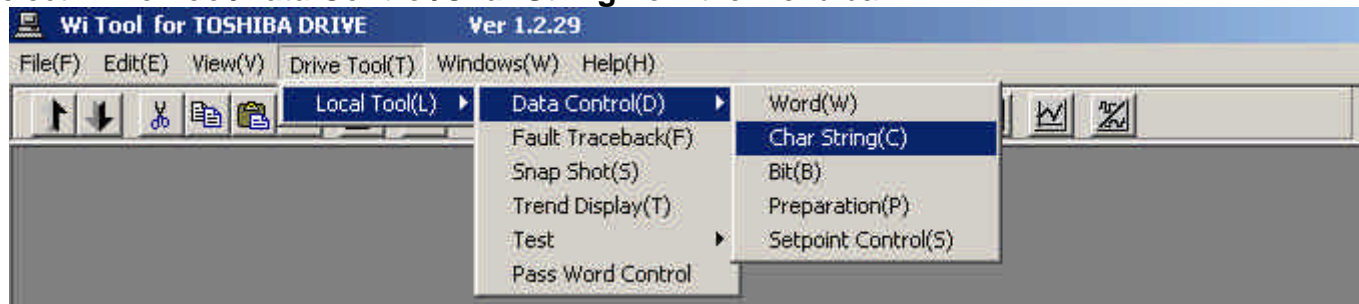 Wi Tool for TOSHIBA DRIVE Ver 1.2.29
File(F) Edit(E) View(V) Drive Tool(T) Windows(W) Help(H)
Local Tool(L) Data Control(D) Word(W)
Fault Traceback(F) Char String(C)
Snap Shot(S) Bit(B)
Trend Display(T) Preparation(P)
Test Setpoint Control(S)
Pass Word Control